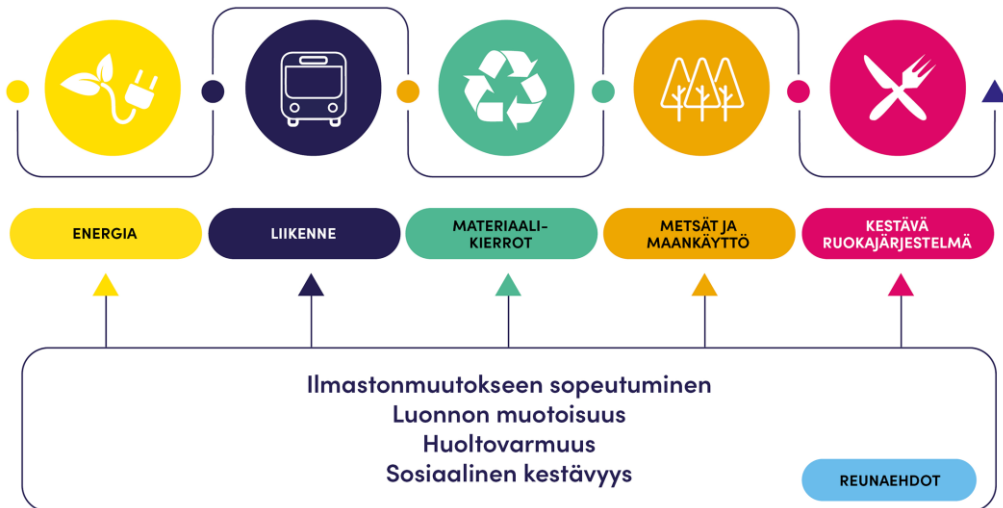 ENERGIA
LIIKENNE
MATERIAALI-
KIERROT
METSÄT JA
MAANKÄYTTÖ
KESTÄVÄ
RUOKAJÄRJESTELMÄ
Ilmastonmuutokseen sopeutuminen
Luonnon muotoisuus
Huoltovarmuus
Sosiaalinen kestävyys
REUNAEHDOT